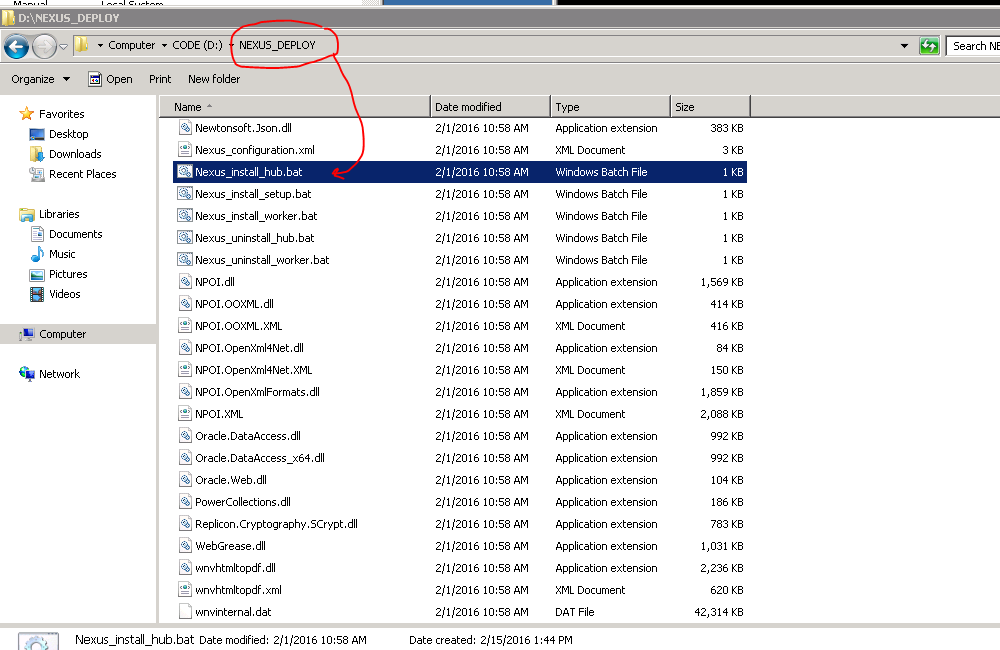 Manual Local System
D:\NEXUS_DEPLOY
Computer CODE (D:) NEXUS_DEPLOY Search NE
Organize Open Print New folder
Favorites
Desktop
Downloads
Recent Places
Libraries
Documents
Music
Pictures
Videos
Computer
Network
Name Date modified Type Size
Newtonsoft.Json.dll 2/1/2016 10:58 AM Application extension 383 KB
Nexus_configuration.xml 2/1/2016 10:58 AM XML Document 3 KB
Nexus_install_hub.bat 2/1/2016 10:58 AM Windows Batch File 1 KB
Nexus_install_setup.bat 2/1/2016 10:58 AM Windows Batch File 1 KB
Nexus_install_worker.bat 2/1/2016 10:58 AM Windows Batch File 1 KB
Nexus_uninstall_hub.bat 2/1/2016 10:58 AM Windows Batch File 1 KB
Nexus_uninstall_worker.bat 2/1/2016 10:58 AM Windows Batch File 1 KB
NPOI.dll 2/1/2016 10:58 AM Application extension 1,569 KB
NPOI.OOXML.dll 2/1/2016 10:58 AM Application extension 414 KB
NPOI.OOXML.XML 2/1/2016 10:58 AM XML Document 416 KB
NPOI.OpenXml4Net.dll 2/1/2016 10:58 AM Application extension 84 KB
NPOI.OpenXml4Net.XML 2/1/2016 10:58 AM XML Document 150 KB
NPOI.OpenXmlFormats.dll 2/1/2016 10:58 AM Application extension 1,859 KB
NPOI.XML 2/1/2016 10:58 AM XML Document 2,088 KB
Oracle.DataAccess.dll 2/1/2016 10:58 AM Application extension 992 KB
Oracle.DataAccess_x64.dll 2/1/2016 10:58 AM Application extension 992 KB
Oracle.Web.dll 2/1/2016 10:58 AM Application extension 104 KB
PowerCollections.dll 2/1/2016 10:58 AM Application extension 186 KB
Replicon.Cryptography.SCrypt.dll 2/1/2016 10:58 AM Application extension 783 KB
WebGrease.dll 2/1/2016 10:58 AM Application extension 1,031 KB
wnvhtmltopdf.dll 2/1/2016 10:58 AM Application extension 2,236 KB
wnvhtmltopdf.xml 2/1/2016 10:58 AM XML Document 620 KB
wnvinternal.dat 2/1/2016 10:58 AM DAT File 42,314 KB
Nexus_install_hub.bat Date modified: 2/1/2016 10:58 AM Date created: 2/15/2016 1:44 PM